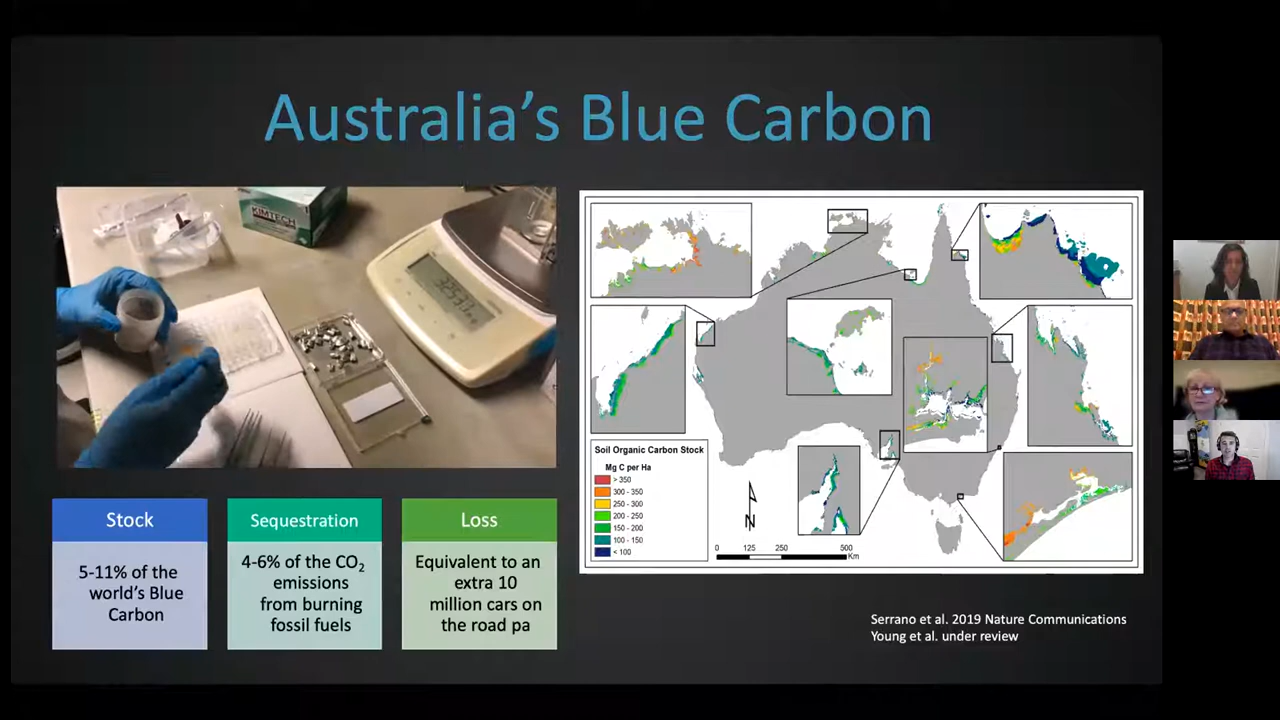 Australia's Blue Carbon
KIMTECH
Stock
5-11% of the
world's Blue
Carbon
Sequestration
4-6% of the CO₂
emissions
from burning
fossil fuels
Loss
Equivalent to an
extra 10
million cars on
the road pa
Soil Organic Carbon Stock
Mg C per Ha
> 350
300 - 350
250 - 300
200 - 250
150 - 200
100 - 150
< 100
N
0 125 250 500
Km
Serrano et al. 2019 Nature Communications
Young et al. under review